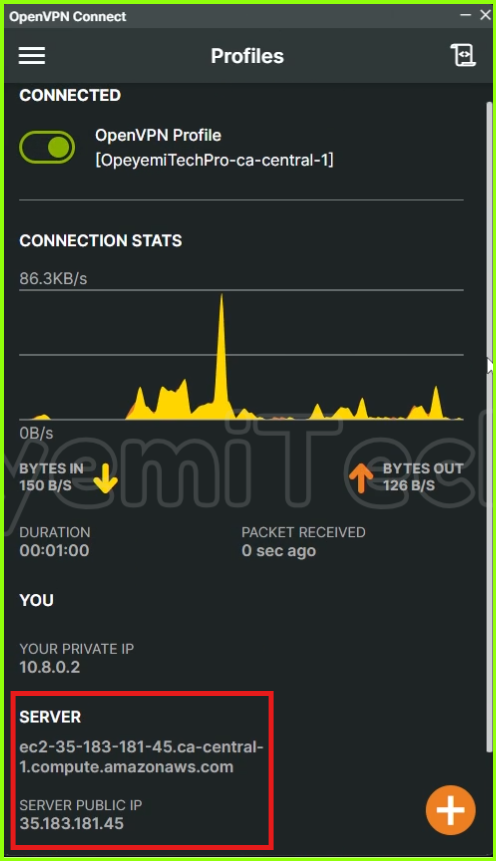 OpenVPN Connect
Profiles
CONNECTED
OpenVPN Profile
[OpeyemiTechPro-ca-central-1]
CONNECTION STATS
86.3KB/s
0B/s
yemiTech
BYTES IN
150 B/S
BYTES OUT
126 B/S
DURATION
00:01:00
PACKET RECEIVED
0 sec ago
YOU
YOUR PRIVATE IP
10.8.0.2
SERVER
ec2-35-183-181-45.ca-central-
1.compute.amazonaws.com
SERVER PUBLIC IP
35.183.181.45